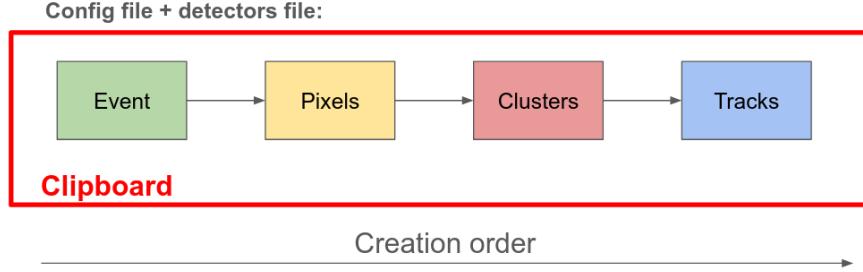 Config file + detectors file:
Event
Pixels
Clusters
Tracks
Clipboard
Creation order